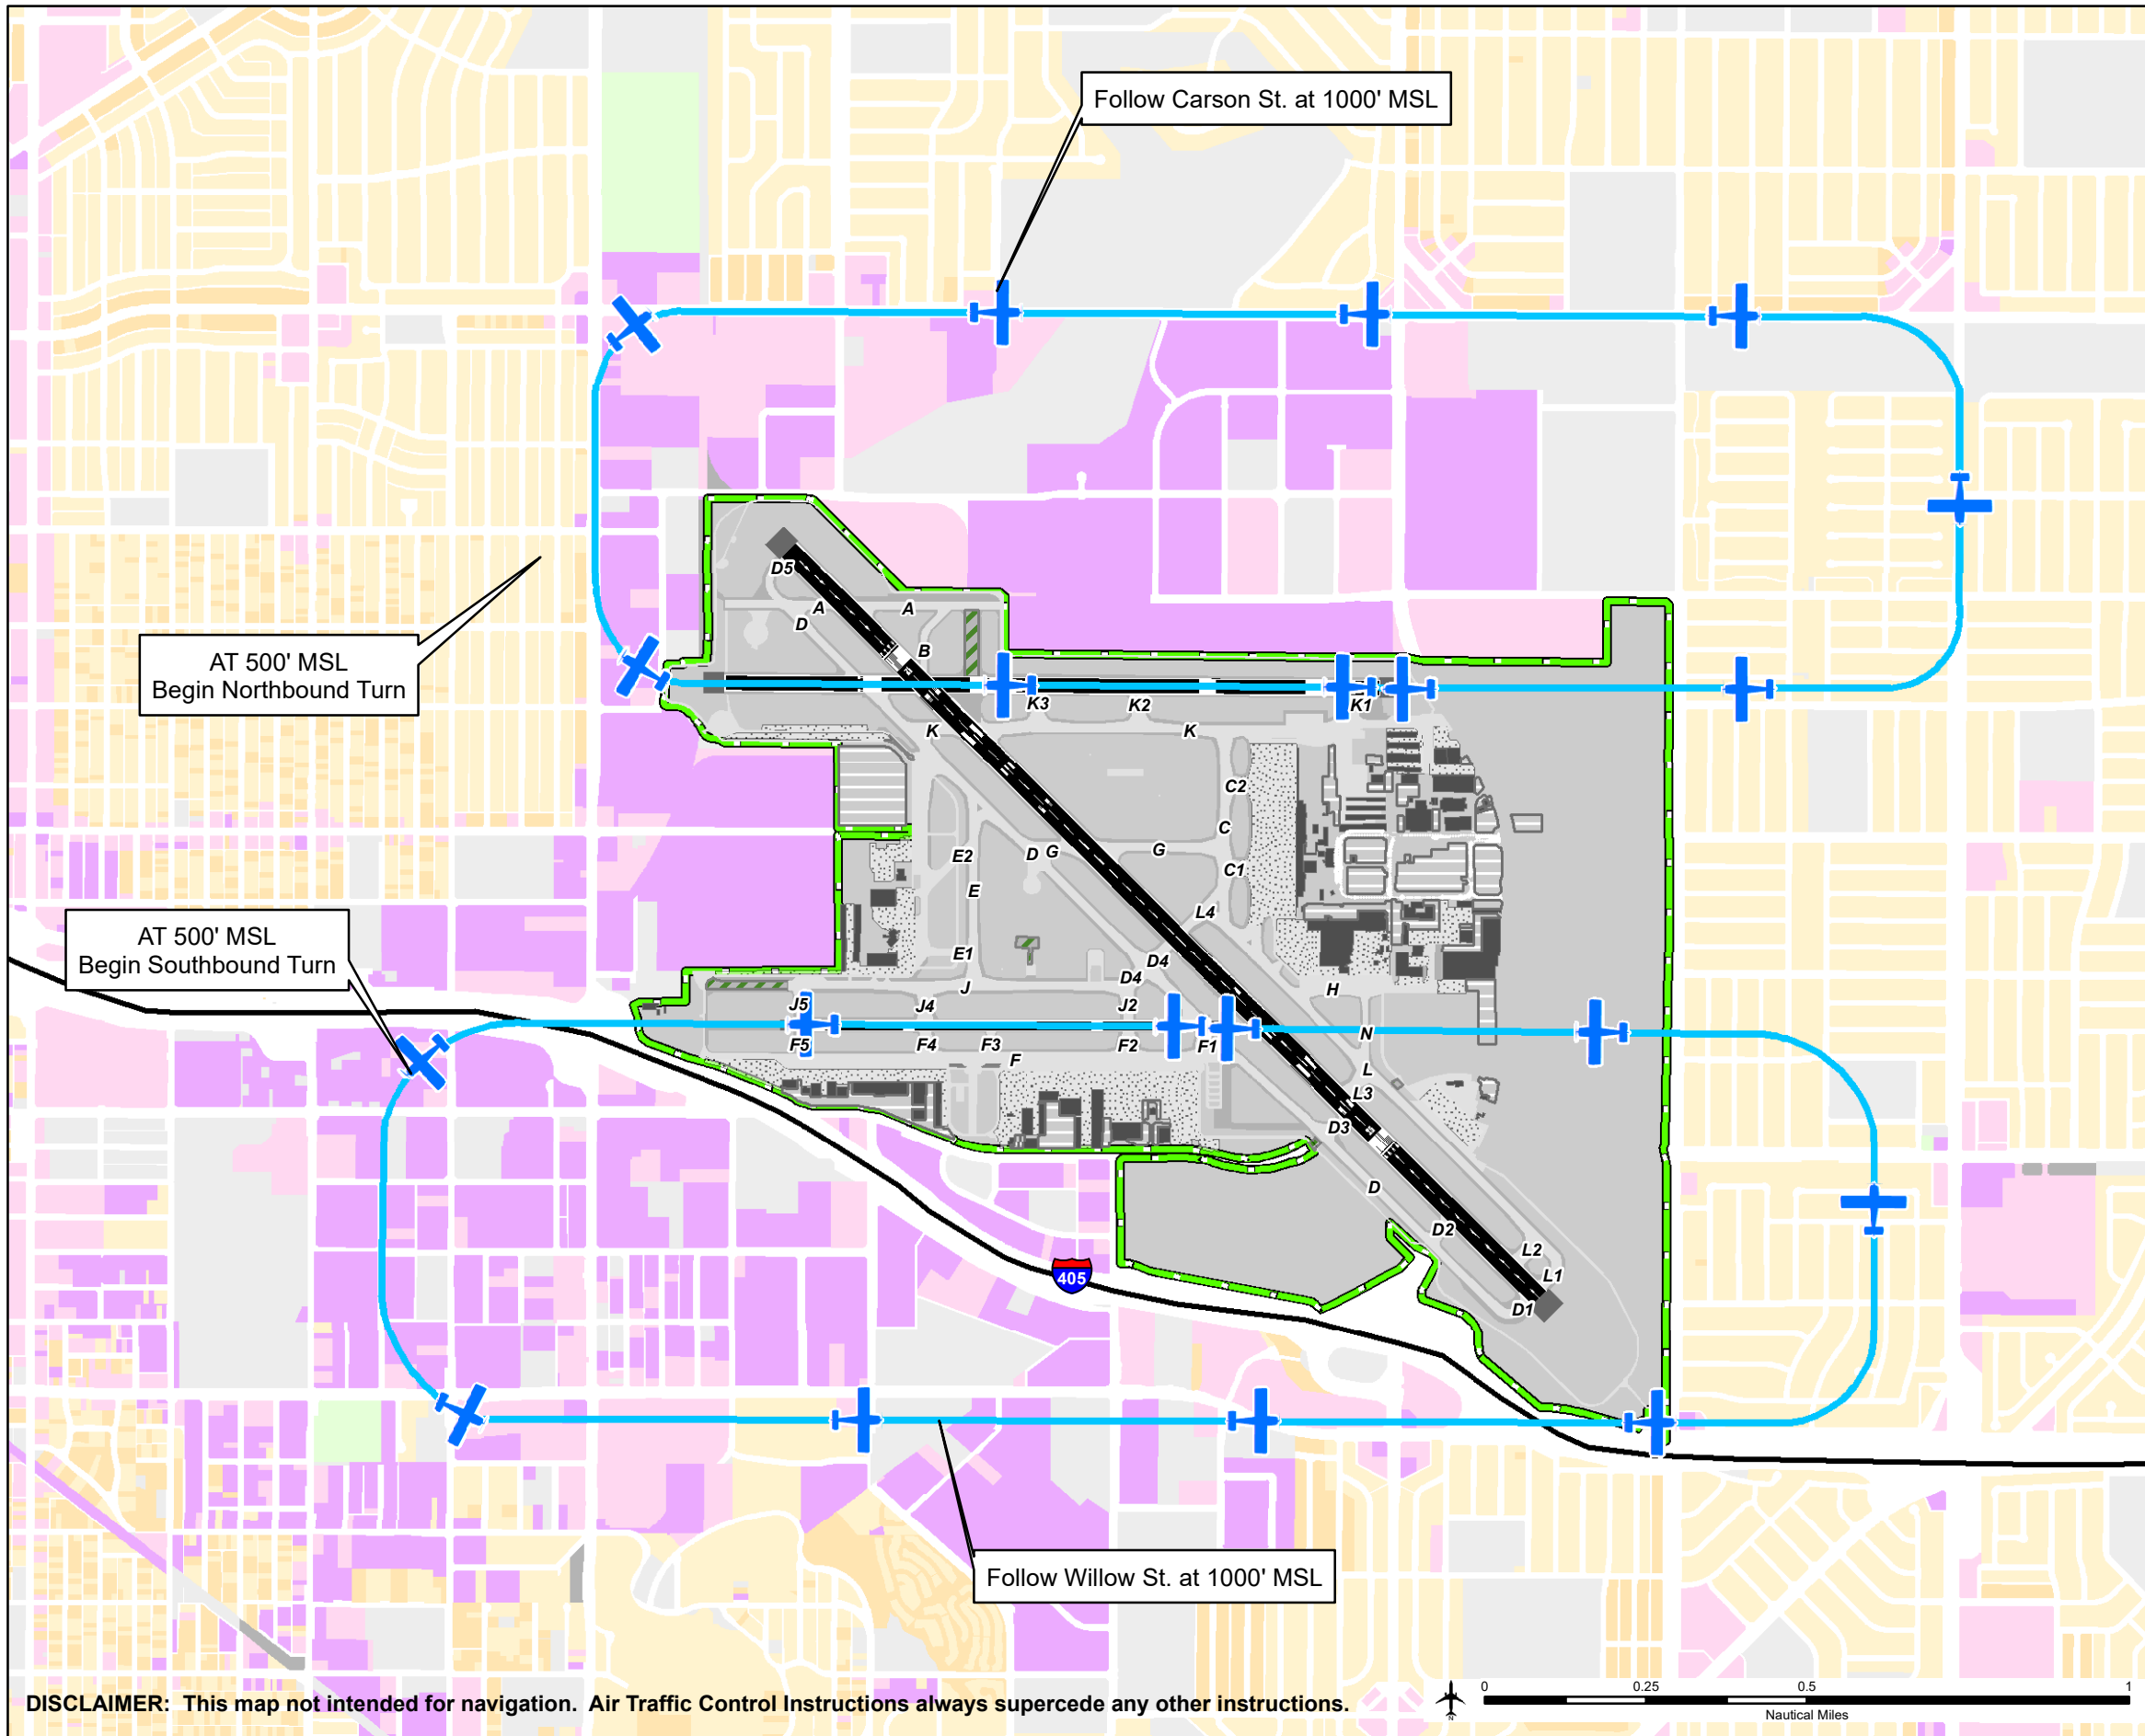 Follow Carson St. at 1000' MSL
D5
A
A
D
B
AT 500' MSL
Begin Northbound Turn
K3
K2
K1
K
K
C2
C
E2
D
G
G
C1
E
L4
AT 500' MSL
Begin Southbound Turn
E1
D4
D4
J
H
J5
J4
J2
N
F5
F4
F3
F2
F1
F
L
L3
D3
D
D2
L2
405
L1
D1
Follow Willow St. at 1000' MSL
DISCLAIMER: This map not intended for navigation. Air Traffic Control Instructions always supercede any other instructions.
N
0 0.25 0.5 1
Nautical Miles